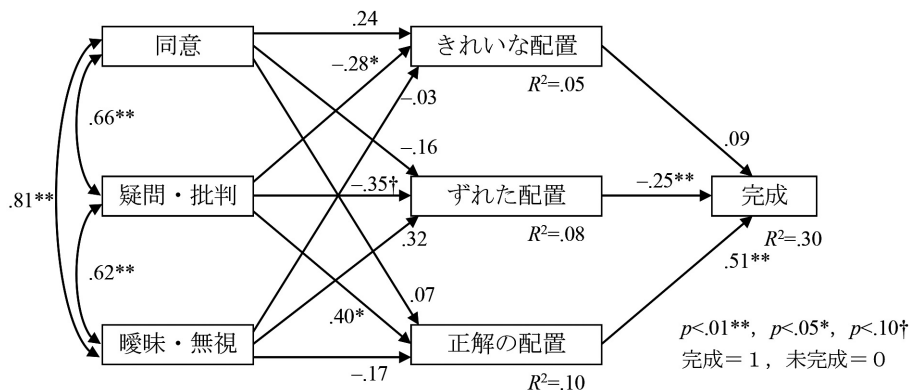 同意
.24
きれいな配置
−.28*
R²=.05
−.03
.66**
.09
−.16
疑問・批判
−.35†
ずれた配置
−.25**
完成
.81**
.32
R²=.08
R²=.30
.51**
.62**
.07
.40*
曖昧・無視
正解の配置
−.17
R²=.10
p<.01**, p<.05*, p<.10†
完成＝１，未完成＝０